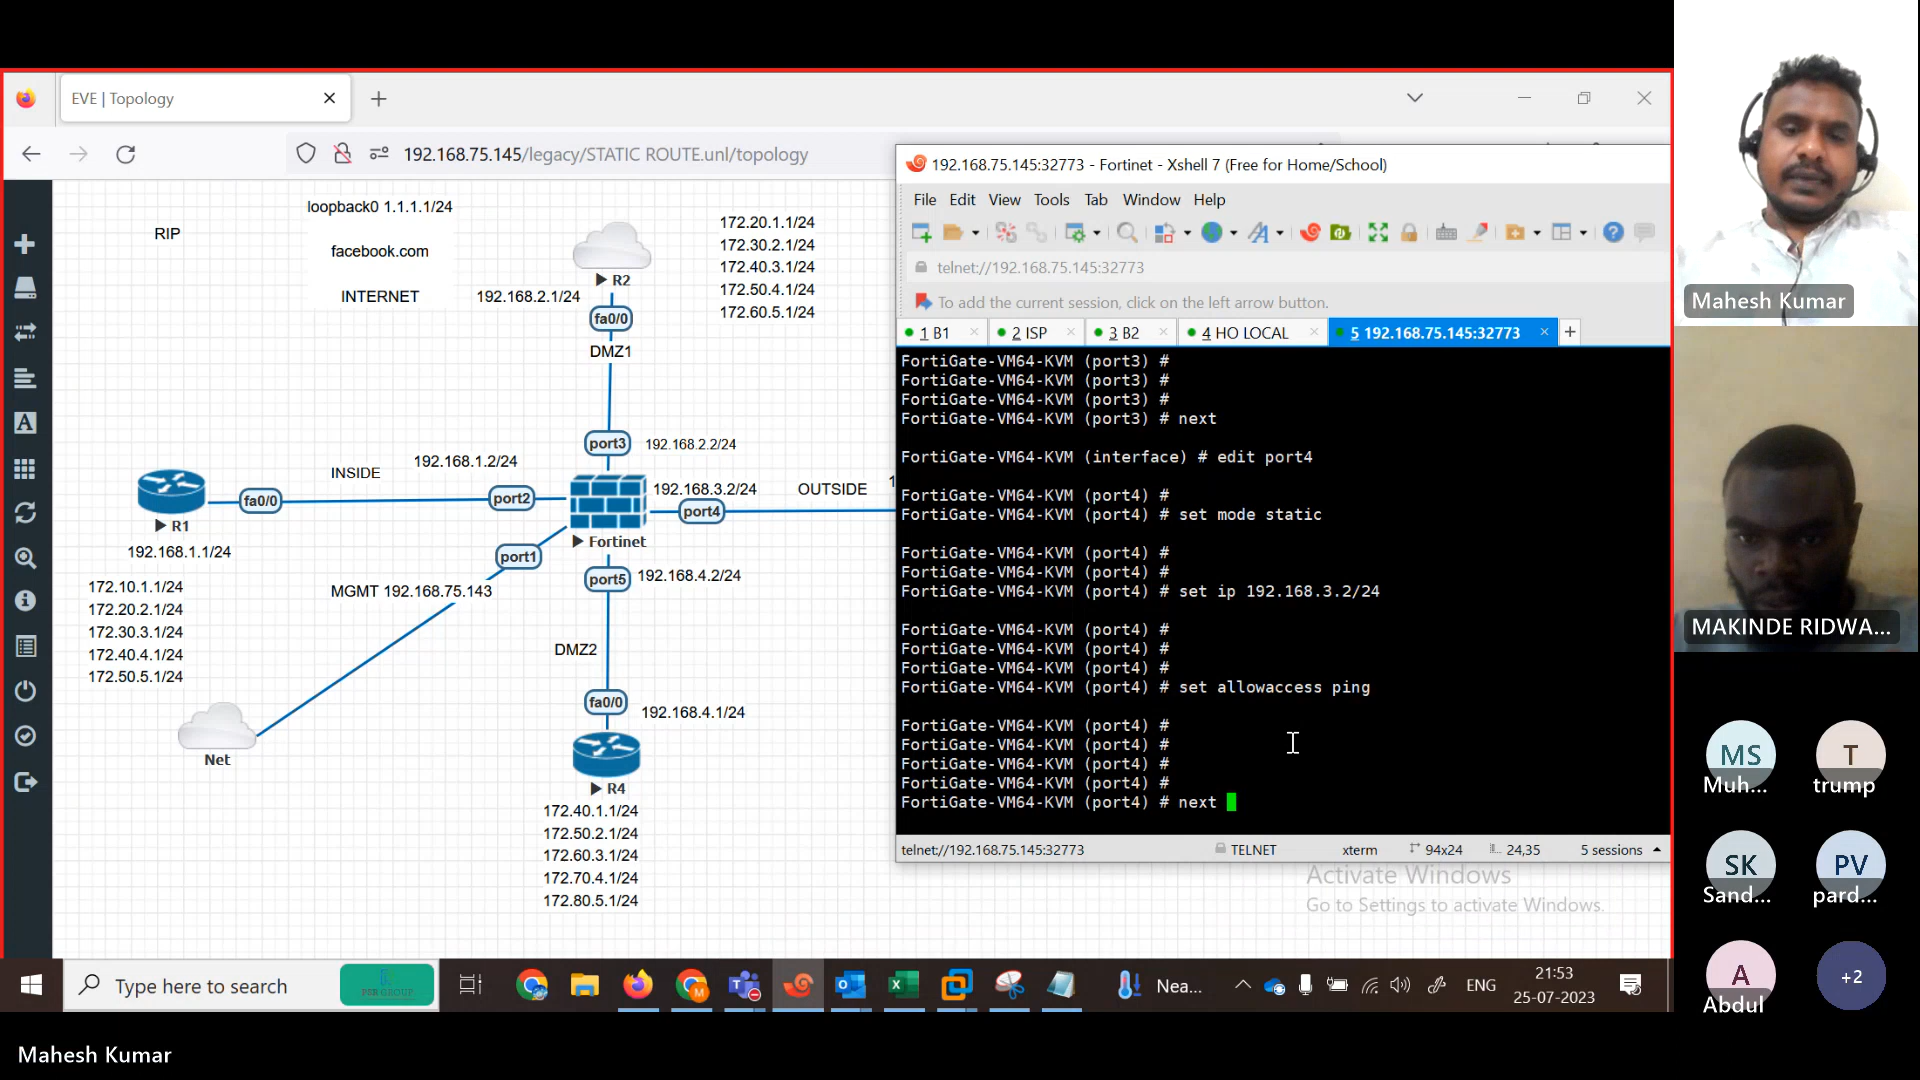 EVE | Topology
192.168.75.145/legacy/STATIC ROUTE.unl/topology
loopback0 1.1.1.1/24
RIP
facebook.com
INTERNET
192.168.2.1/24
R2
fa0/0
DMZ1
172.20.1.1/24
172.30.2.1/24
172.40.3.1/24
172.50.4.1/24
172.60.5.1/24
port3
192.168.2.2/24
INSIDE
192.168.1.2/24
fa0/0
port2
R1
192.168.1.1/24
192.168.3.2/24
port4
OUTSIDE
1
Fortinet
port1
MGMT 192.168.75.143
port5
192.168.4.2/24
172.10.1.1/24
172.20.2.1/24
172.30.3.1/24
172.40.4.1/24
172.50.5.1/24
DMZ2
fa0/0
192.168.4.1/24
Net
R4
172.40.1.1/24
172.50.2.1/24
172.60.3.1/24
172.70.4.1/24
172.80.5.1/24
192.168.75.145:32773 - Fortinet - Xshell 7 (Free for Home/School)
File Edit View Tools Tab Window Help
telnet://192.168.75.145:32773
To add the current session, click on the left arrow button.
1 B1
2 ISP
3 B2
4 HO LOCAL
5 192.168.75.145:32773
FortiGate-VM64-KVM (port3) #
FortiGate-VM64-KVM (port3) #
FortiGate-VM64-KVM (port3) #
FortiGate-VM64-KVM (port3) # next
FortiGate-VM64-KVM (interface) # edit port4
FortiGate-VM64-KVM (port4) #
FortiGate-VM64-KVM (port4) # set mode static
FortiGate-VM64-KVM (port4) #
FortiGate-VM64-KVM (port4) #
FortiGate-VM64-KVM (port4) # set ip 192.168.3.2/24
FortiGate-VM64-KVM (port4) #
FortiGate-VM64-KVM (port4) #
FortiGate-VM64-KVM (port4) #
FortiGate-VM64-KVM (port4) # set allowaccess ping
FortiGate-VM64-KVM (port4) #
FortiGate-VM64-KVM (port4) #
FortiGate-VM64-KVM (port4) #
FortiGate-VM64-KVM (port4) #
FortiGate-VM64-KVM (port4) # next
telnet://192.168.75.145:32773 TELNET xterm 94x24 24,35 5 sessions
Activate Windows
Go to Settings to activate Windows.
Type here to search
PSR GROUP
Nea...
ENG
21:53
25-07-2023
Mahesh Kumar
MAKINDE RIDWA...
MS
Muh...
T
trump
SK
Sand...
PV
pard...
A
Abdul
+2
Mahesh Kumar